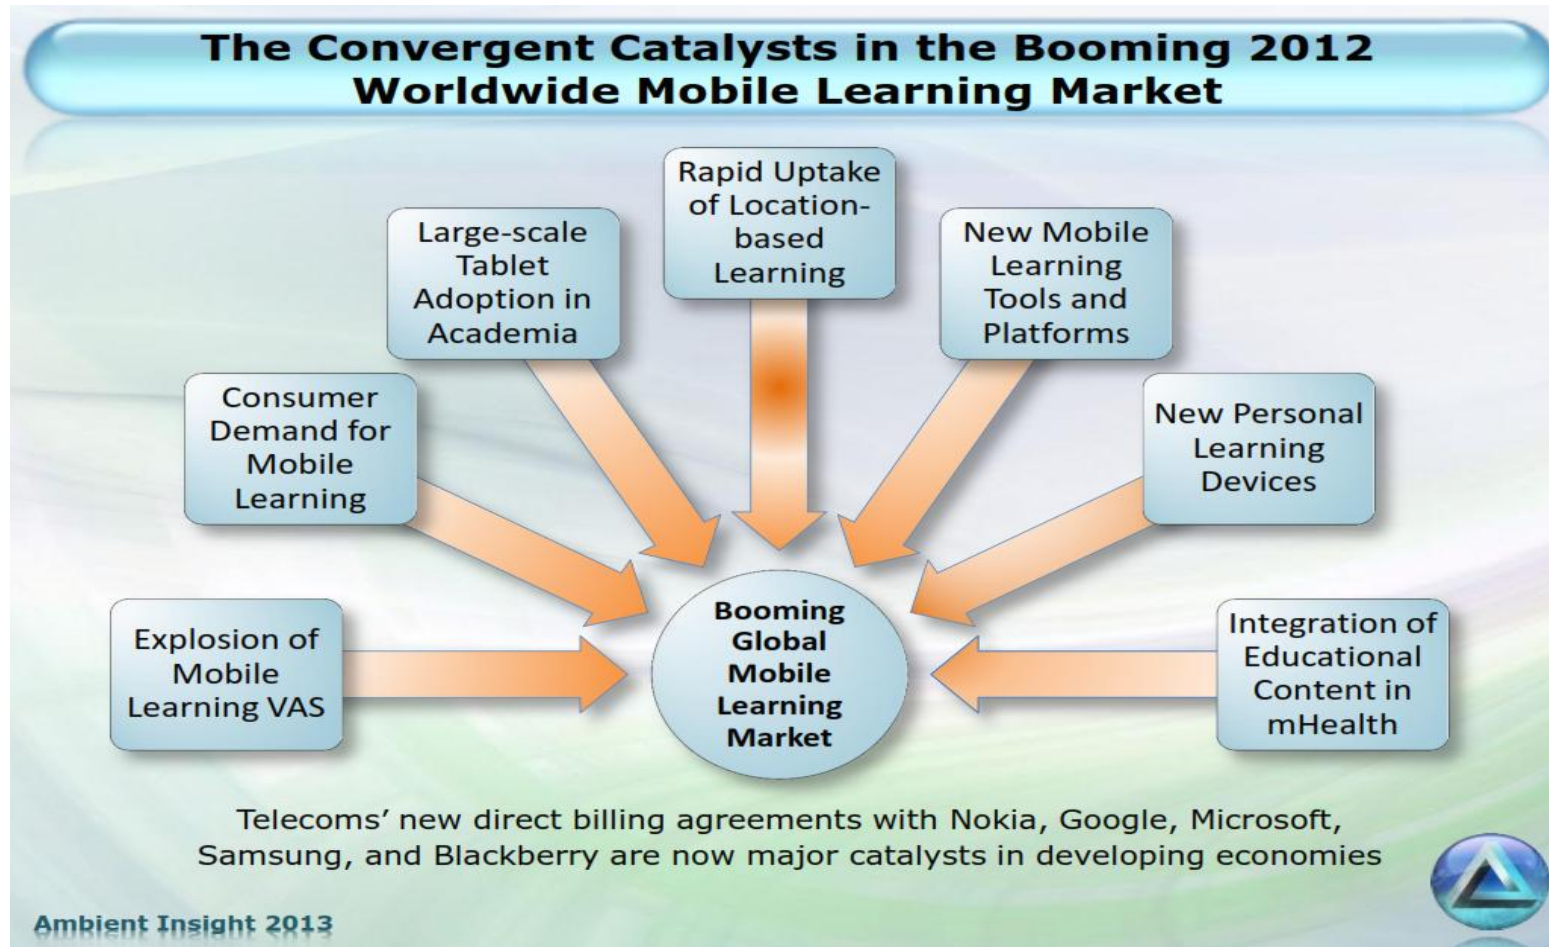 The Convergent Catalysts in the Booming 2012
Worldwide Mobile Learning Market
Explosion of
Mobile
Learning VAS
Consumer
Demand for
Mobile
Learning
Large-scale
Tablet
Adoption in
Academia
Rapid Uptake
of Location-
based
Learning
New Mobile
Learning
Tools and
Platforms
New Personal
Learning
Devices
Integration of
Educational
Content in
mHealth
Booming
Global
Mobile
Learning
Market
Telecoms’ new direct billing agreements with Nokia, Google, Microsoft,
Samsung, and Blackberry are now major catalysts in developing economies
Ambient Insight 2013